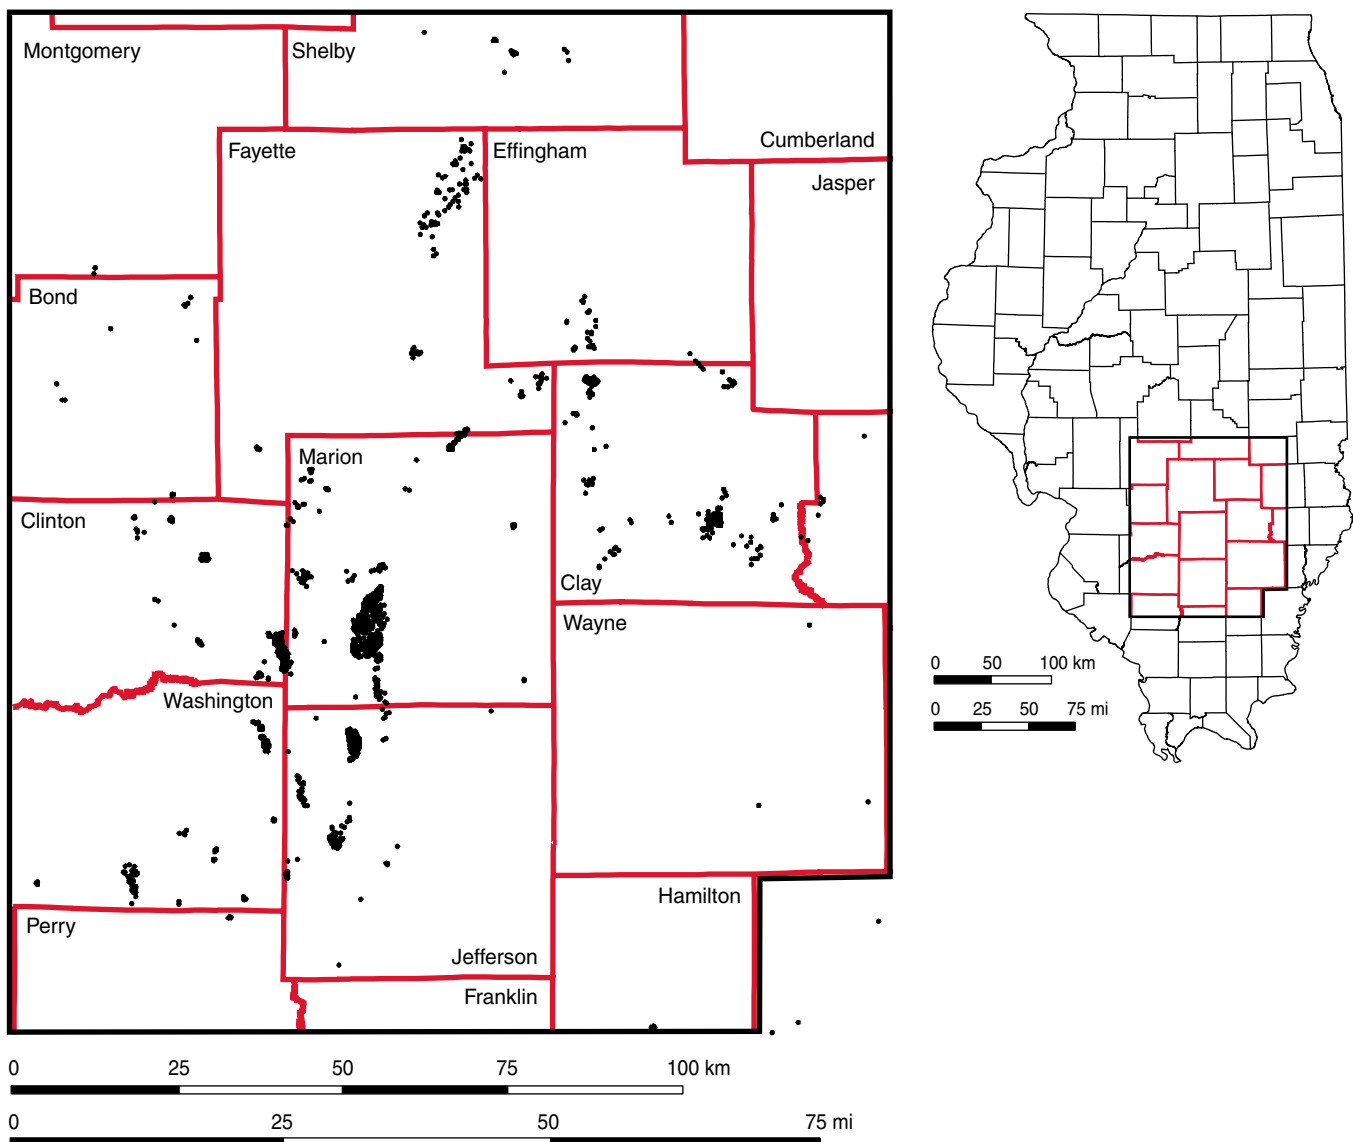 Montgomery
Shelby
Cumberland
Fayette
Effingham
Jasper
Bond
Marion
Clinton
Clay
Wayne
Washington
Hamilton
Perry
Jefferson
Franklin
0 25 50 75 100 km
0 25 50 75 mi
0 50 100 km
0 25 50 75 mi